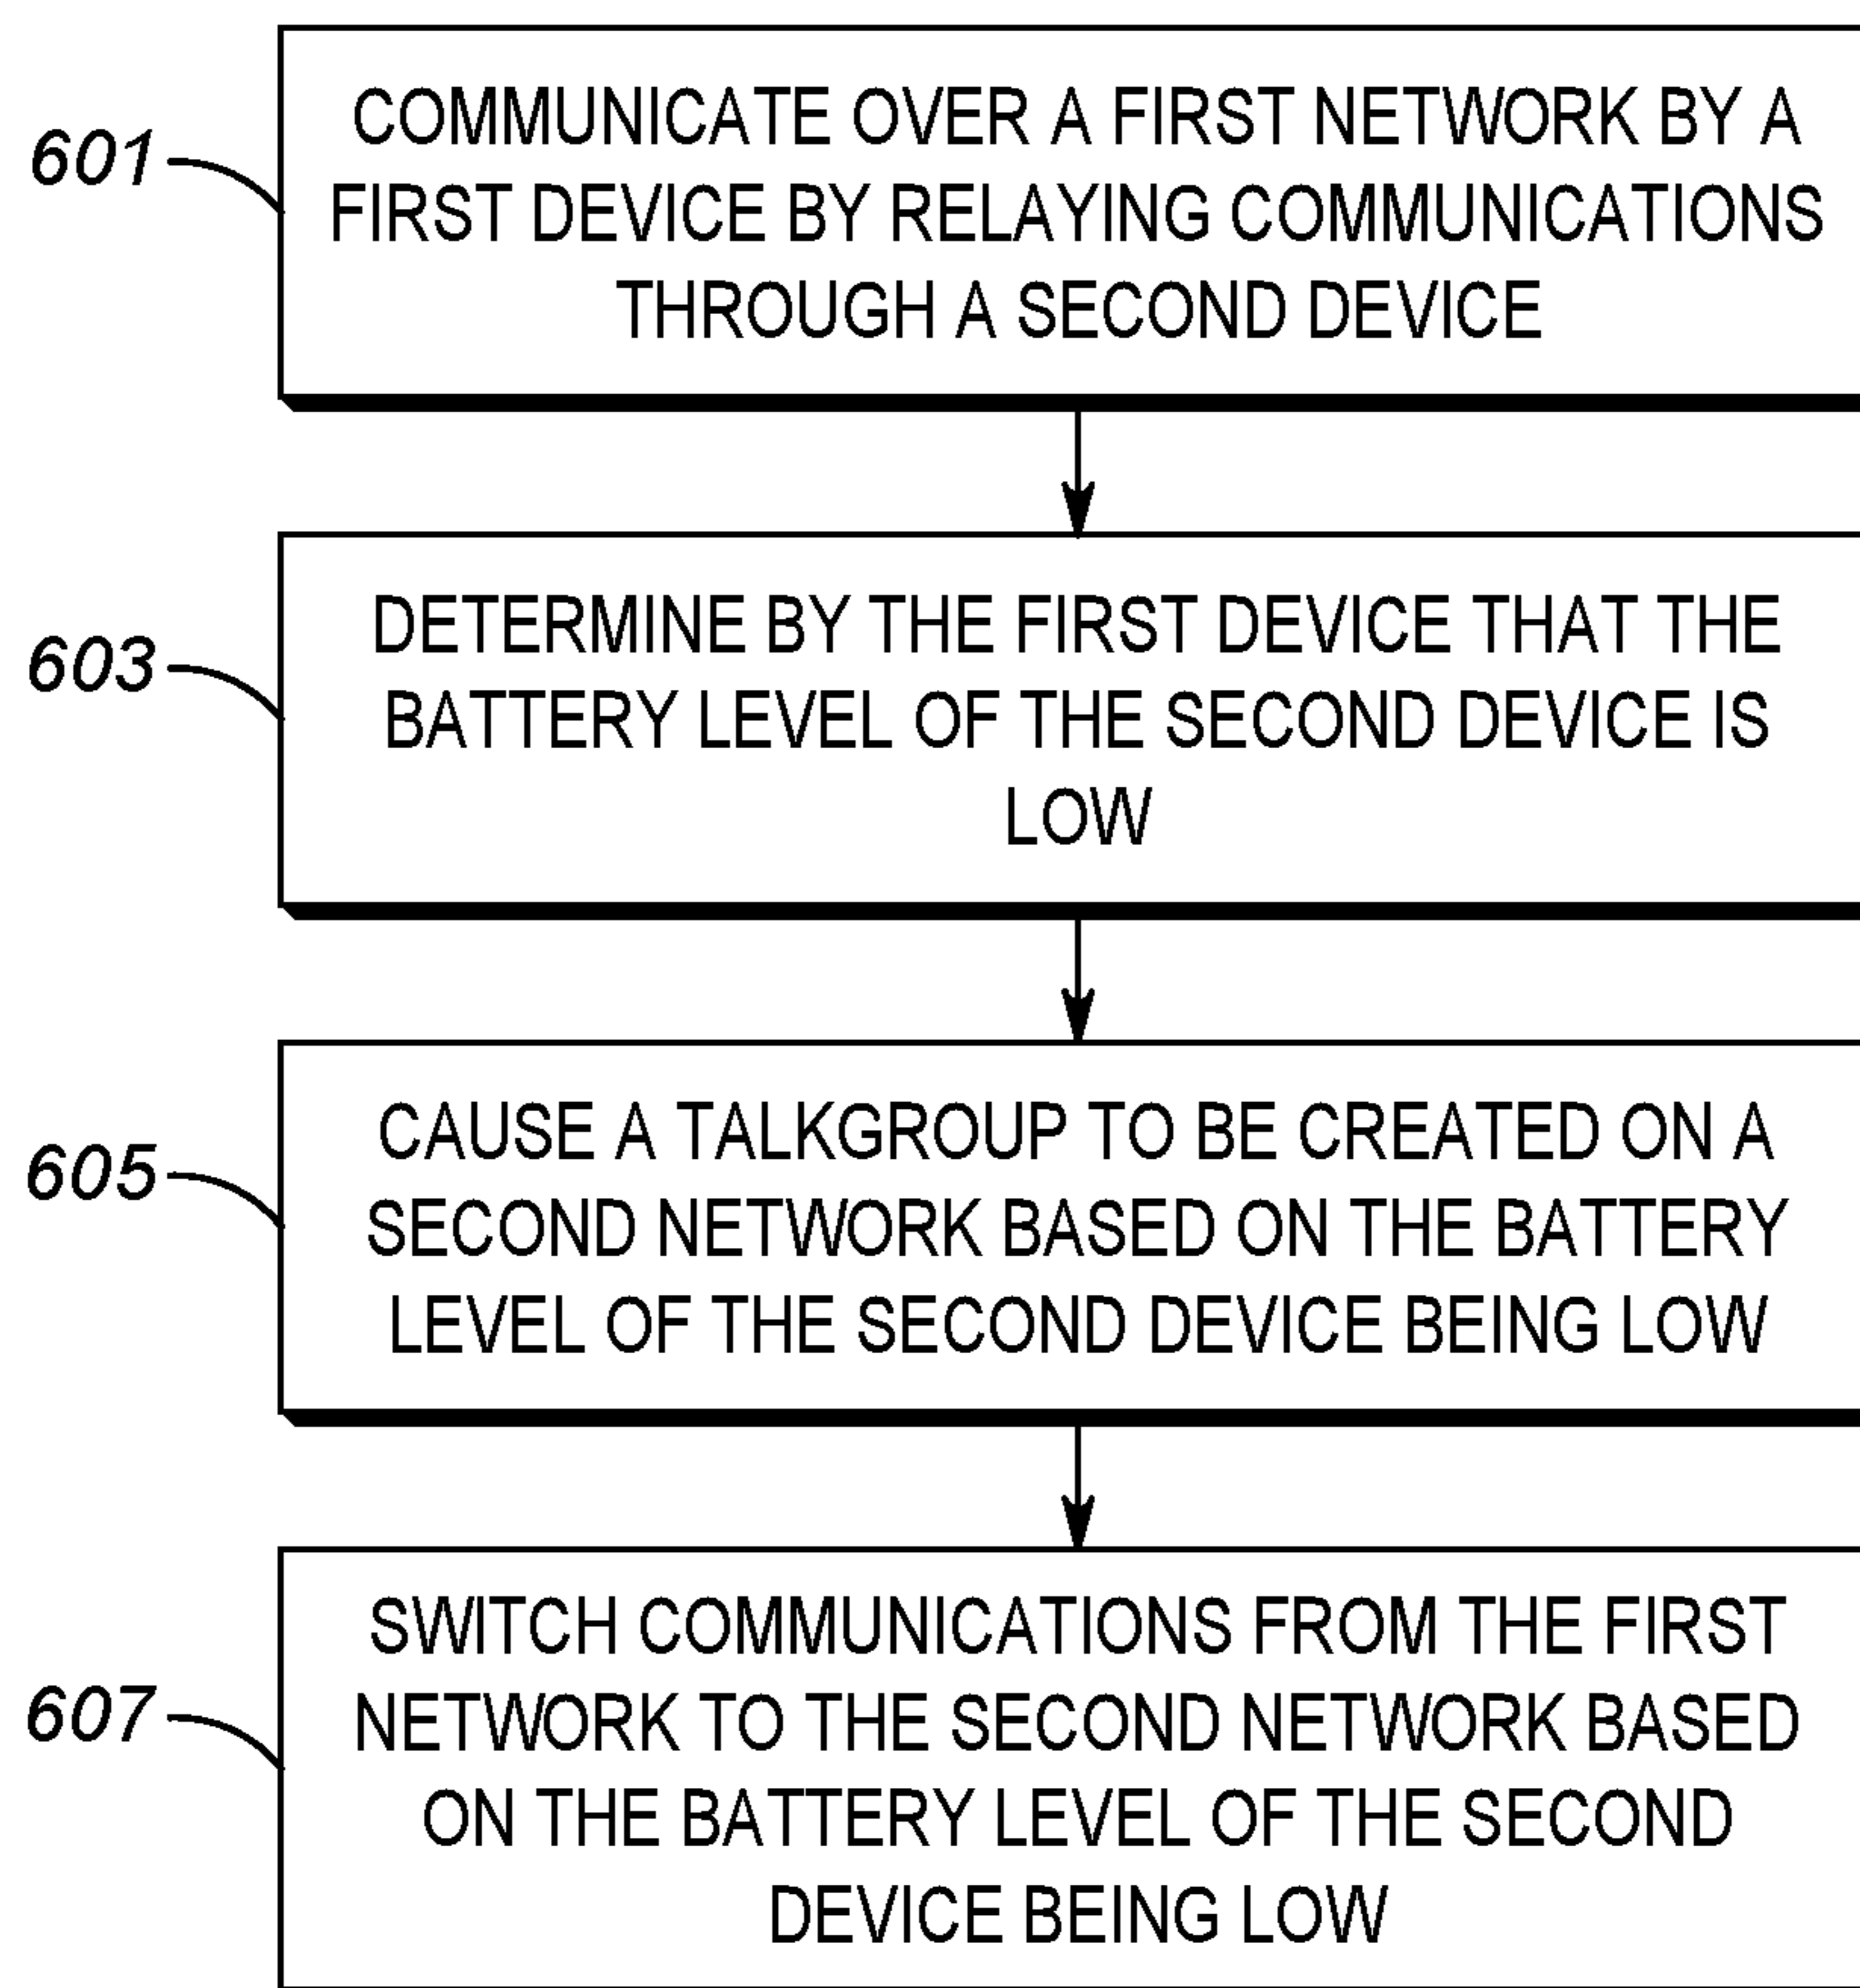 601
COMMUNICATE OVER A FIRST NETWORK BY A
FIRST DEVICE BY RELAYING COMMUNICATIONS
THROUGH A SECOND DEVICE
603
DETERMINE BY THE FIRST DEVICE THAT THE
BATTERY LEVEL OF THE SECOND DEVICE IS
LOW
605
CAUSE A TALKGROUP TO BE CREATED ON A
SECOND NETWORK BASED ON THE BATTERY
LEVEL OF THE SECOND DEVICE BEING LOW
607
SWITCH COMMUNICATIONS FROM THE FIRST
NETWORK TO THE SECOND NETWORK BASED
ON THE BATTERY LEVEL OF THE SECOND
DEVICE BEING LOW